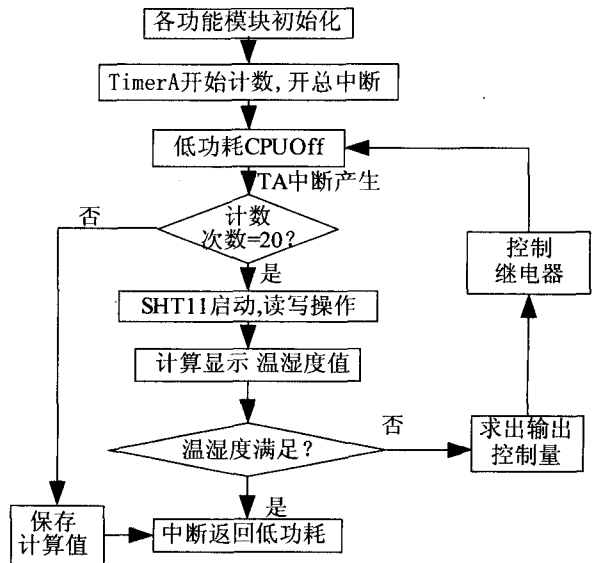 各功能模块初始化
TimerA开始计数,开总中断
低功耗CPUOff
TA中断产生
否
计数
次数=20?
是
控制
继电器
SHT11启动,读写操作
计算显示 温湿度值
否
温湿度满足?
求出输出
控制量
是
保存
计算值
中断返回低功耗